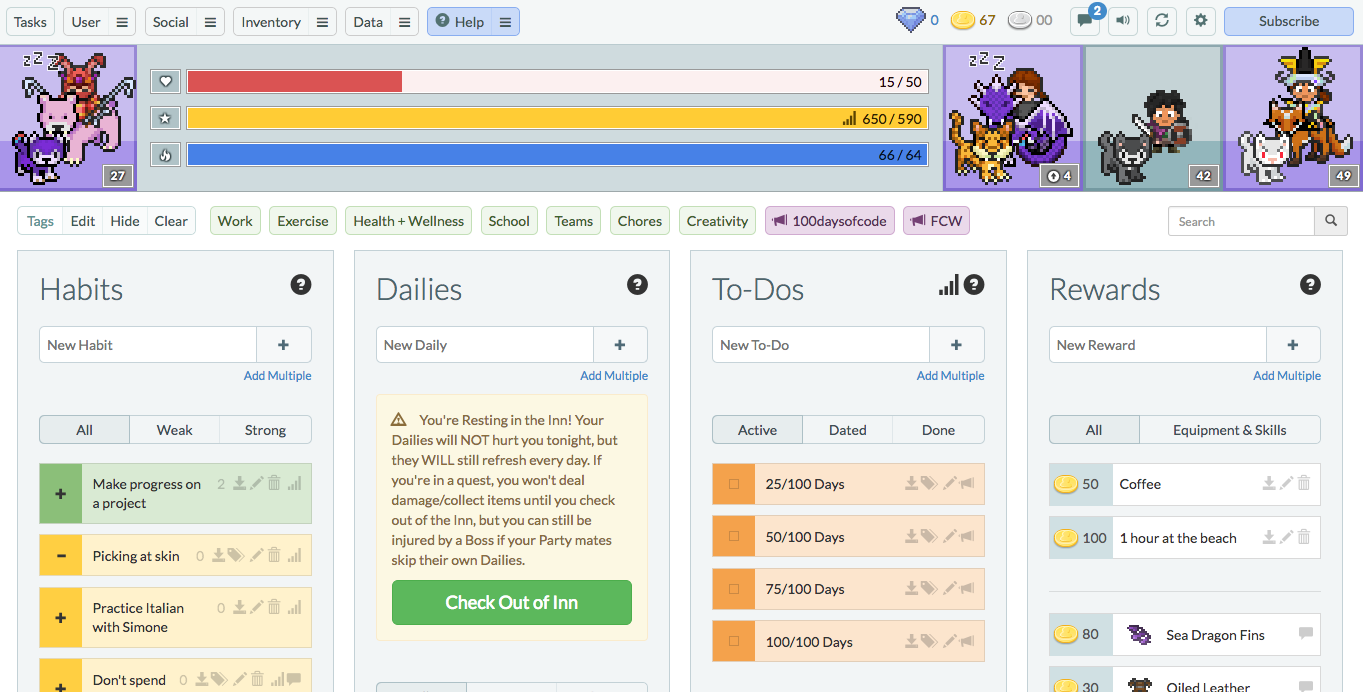 Tasks User Social Inventory Data Help 0 67 00 2 Subscribe
zZZ
27
15 / 50
650 / 590
66 / 64
zZZ
4
42
49
Tags Edit Hide Clear Work Exercise Health + Wellness School Teams Chores Creativity 100daysofcode FCW Search
Habits
New Habit
Add Multiple
All Weak Strong
Make progress on 2
a project
Picking at skin 0
Practice Italian 0
with Simone
Don't spend 0
Dailies
New Daily
Add Multiple
You're Resting in the Inn! Your
Dailies will NOT hurt you tonight, but
they WILL still refresh every day. If
you're in a quest, you won't deal
damage/collect items until you check
out of the Inn, but you can still be
injured by a Boss if your Party mates
skip their own Dailies.
Check Out of Inn
To-Dos
New To-Do
Add Multiple
Active Dated Done
25/100 Days
50/100 Days
75/100 Days
100/100 Days
Rewards
New Reward
Add Multiple
All Equipment & Skills
50 Coffee
100 1 hour at the beach
80 Sea Dragon Fins
30 Oiled Leather